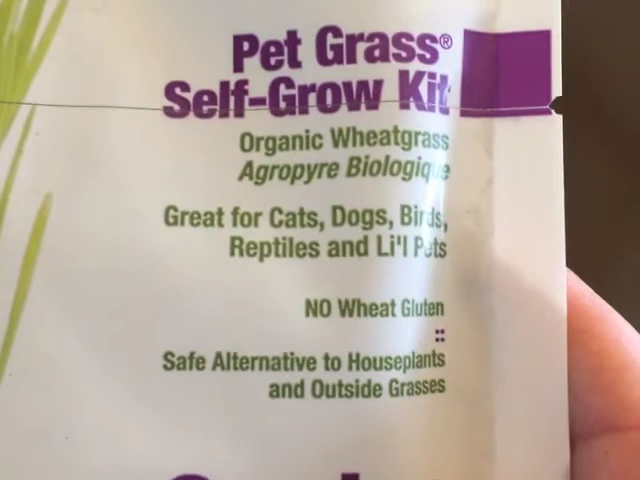 Pet Grass®
Self-Grow Kit
Organic Wheatgrass
Agropyre Biologique
Great for Cats, Dogs, Birds,
Reptiles and Li'l Pets
NO Wheat Gluten
Safe Alternative to Houseplants
and Outside Grasses